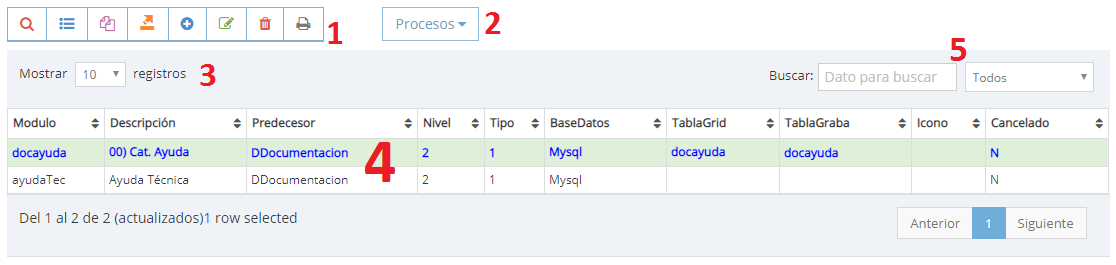 1
Procesos
2
Mostrar 10 registros
3
Buscar: Dato para buscar Todos
5
Modulo Descripción Predecesor Nivel Tipo BaseDatos TablaGrid TablaGraba Icono Cancelado
docayuda 00) Cat. Ayuda DDocumentacion 2 1 Mysql docayuda docayuda N
4
ayudaTec Ayuda Técnica DDocumentacion 2 1 Mysql N
Del 1 al 2 de 2 (actualizados)1 row selected
Anterior 1 Siguiente